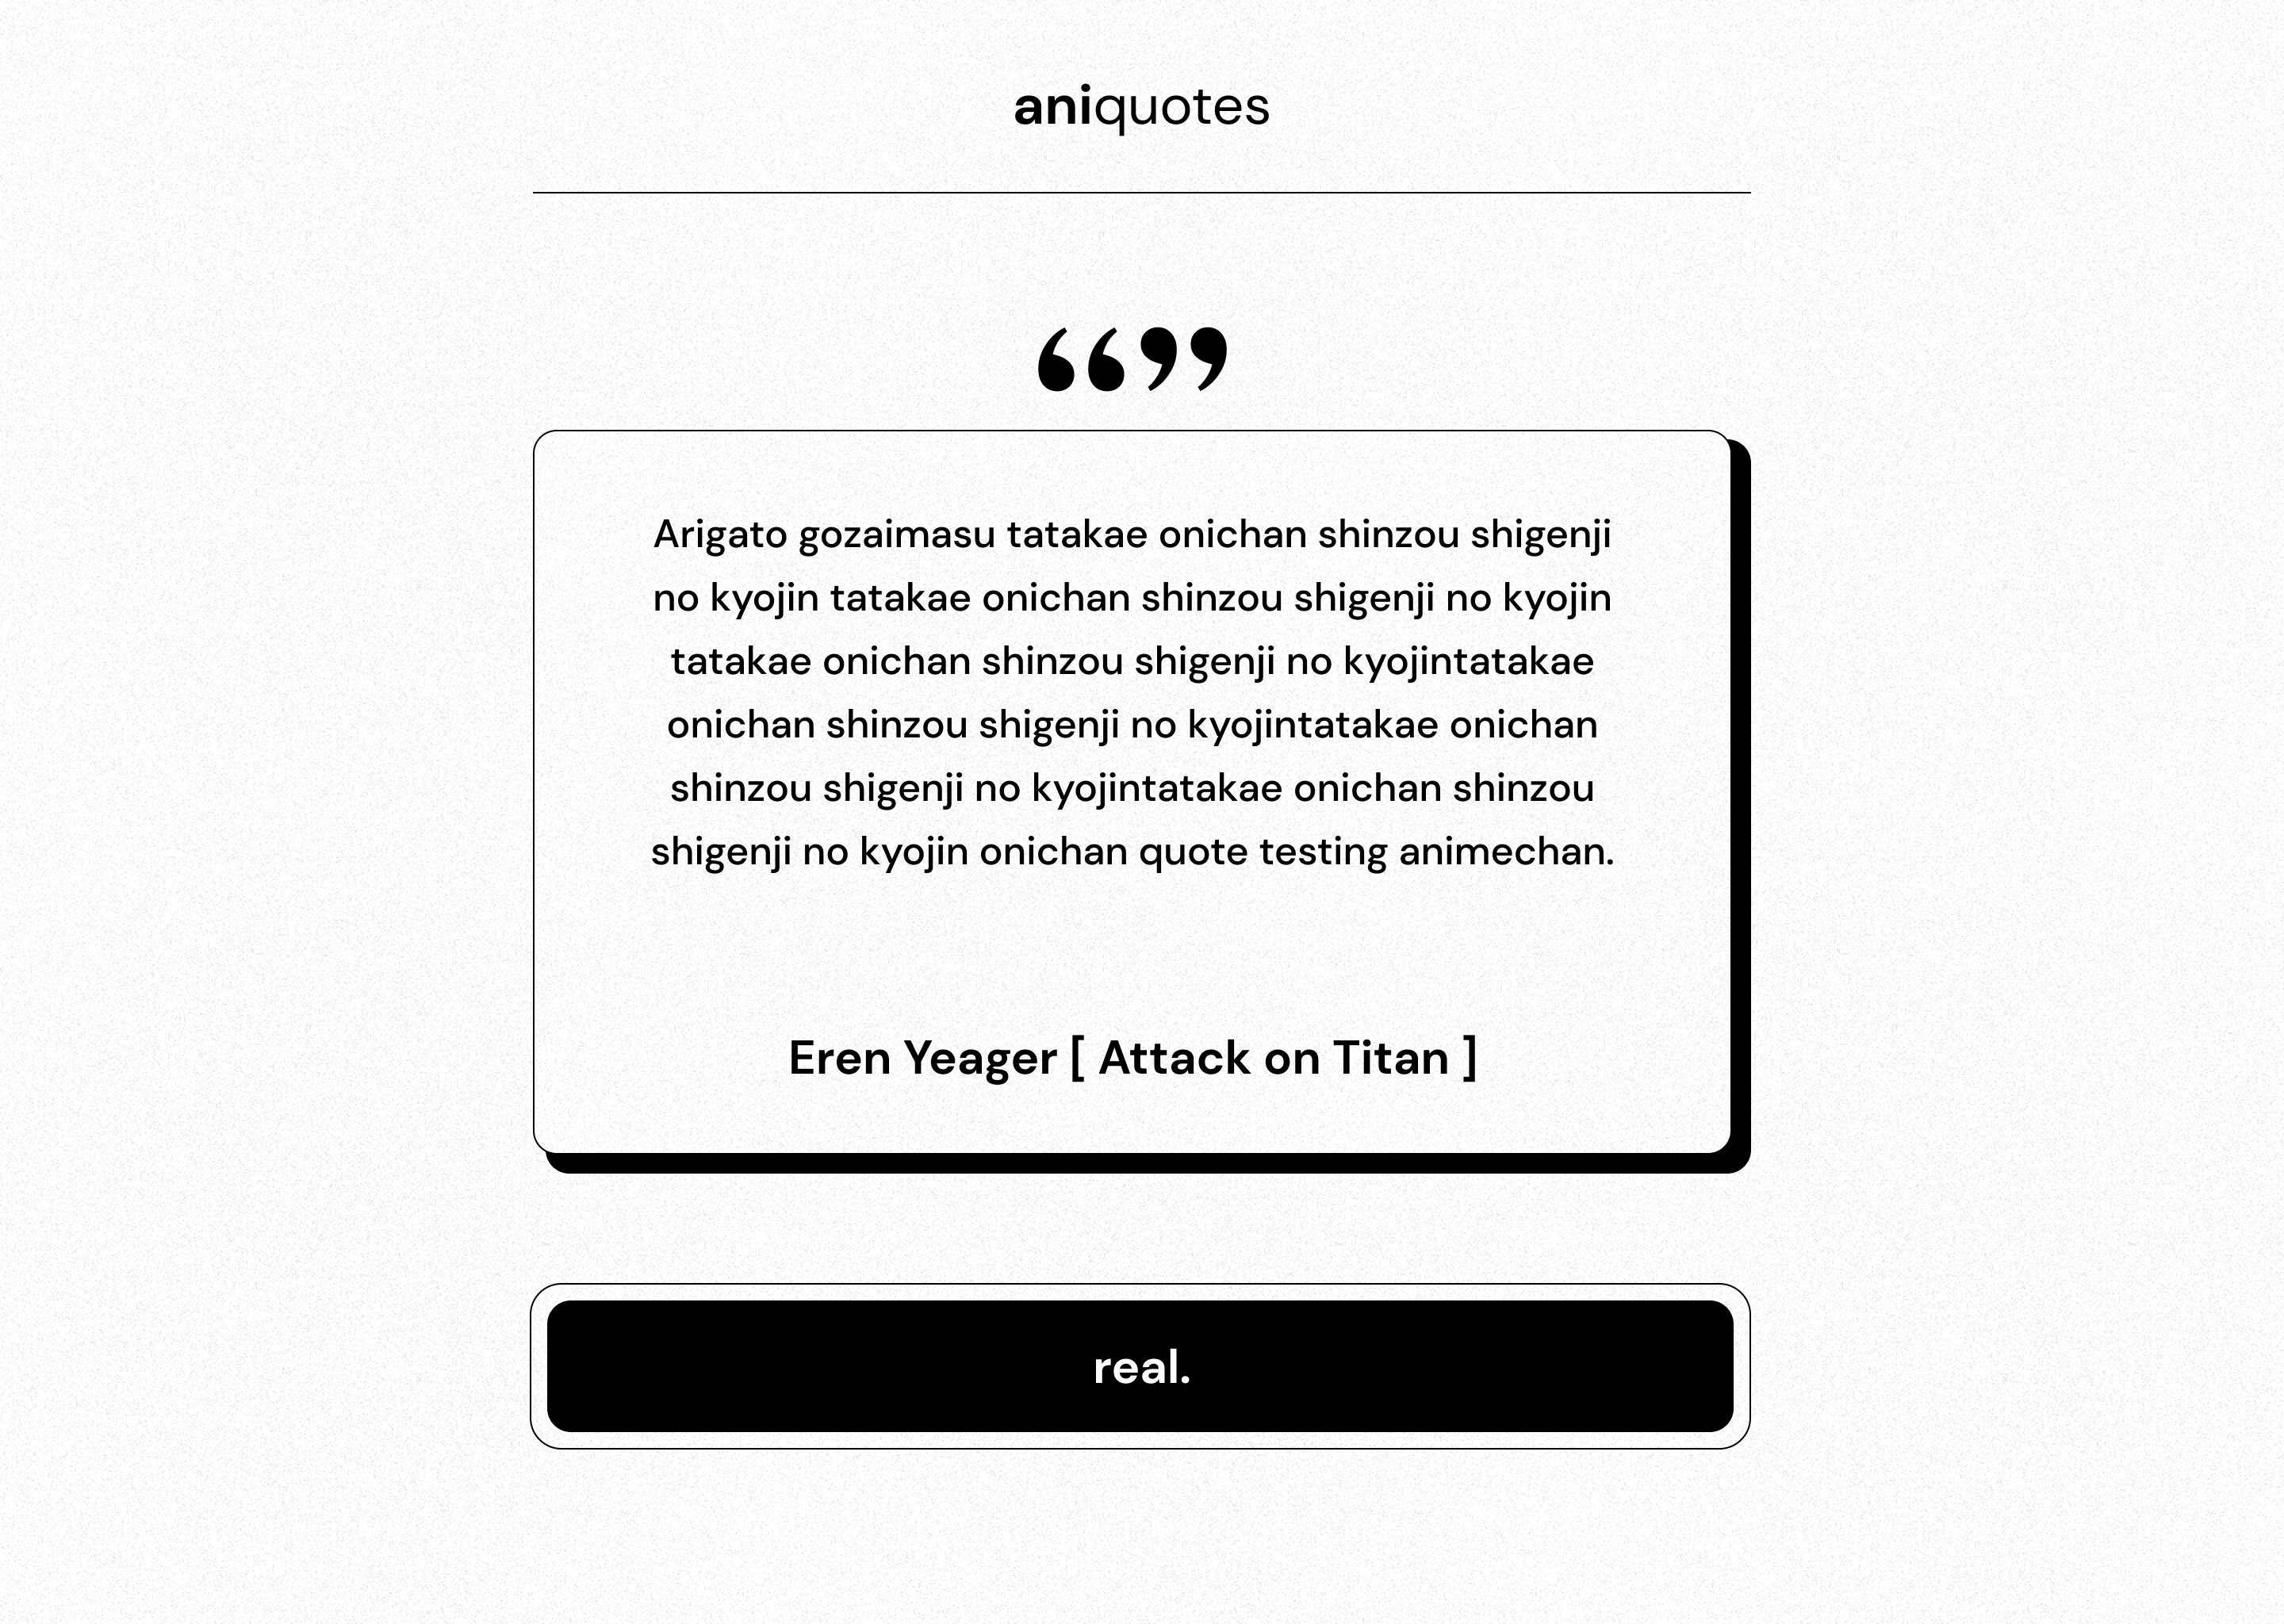 aniquotes
“”
Arigato gozaimasu tatakae onichan shinzou shigenji
no kyojin tatakae onichan shinzou shigenji no kyojin
tatakae onichan shinzou shigenji no kyojintatakae
onichan shinzou shigenji no kyojintatakae onichan
shinzou shigenji no kyojintatakae onichan shinzou
shigenji no kyojin onichan quote testing animechan.
Eren Yeager [ Attack on Titan ]
real.